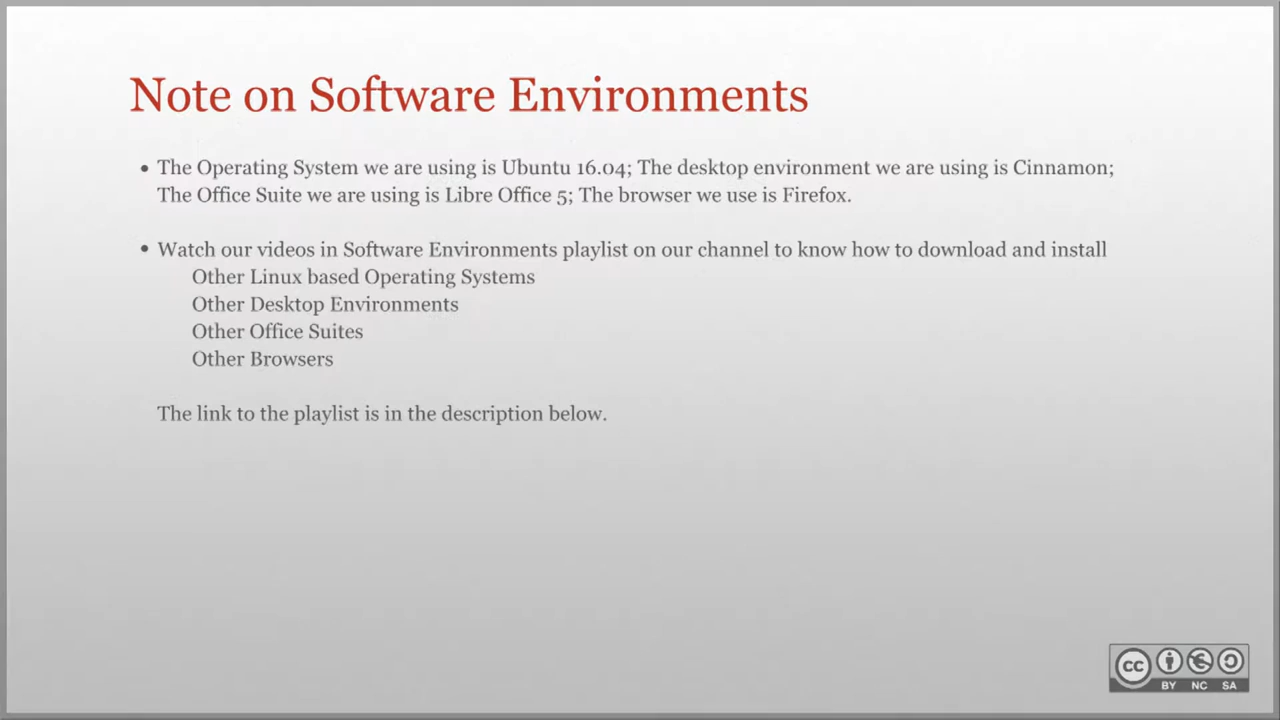 Note on Software Environments
• The Operating System we are using is Ubuntu 16.04; The desktop environment we are using is Cinnamon;
The Office Suite we are using is Libre Office 5; The browser we use is Firefox.
• Watch our videos in Software Environments playlist on our channel to know how to download and install
Other Linux based Operating Systems
Other Desktop Environments
Other Office Suites
Other Browsers
The link to the playlist is in the description below.
cc
BY NC SA